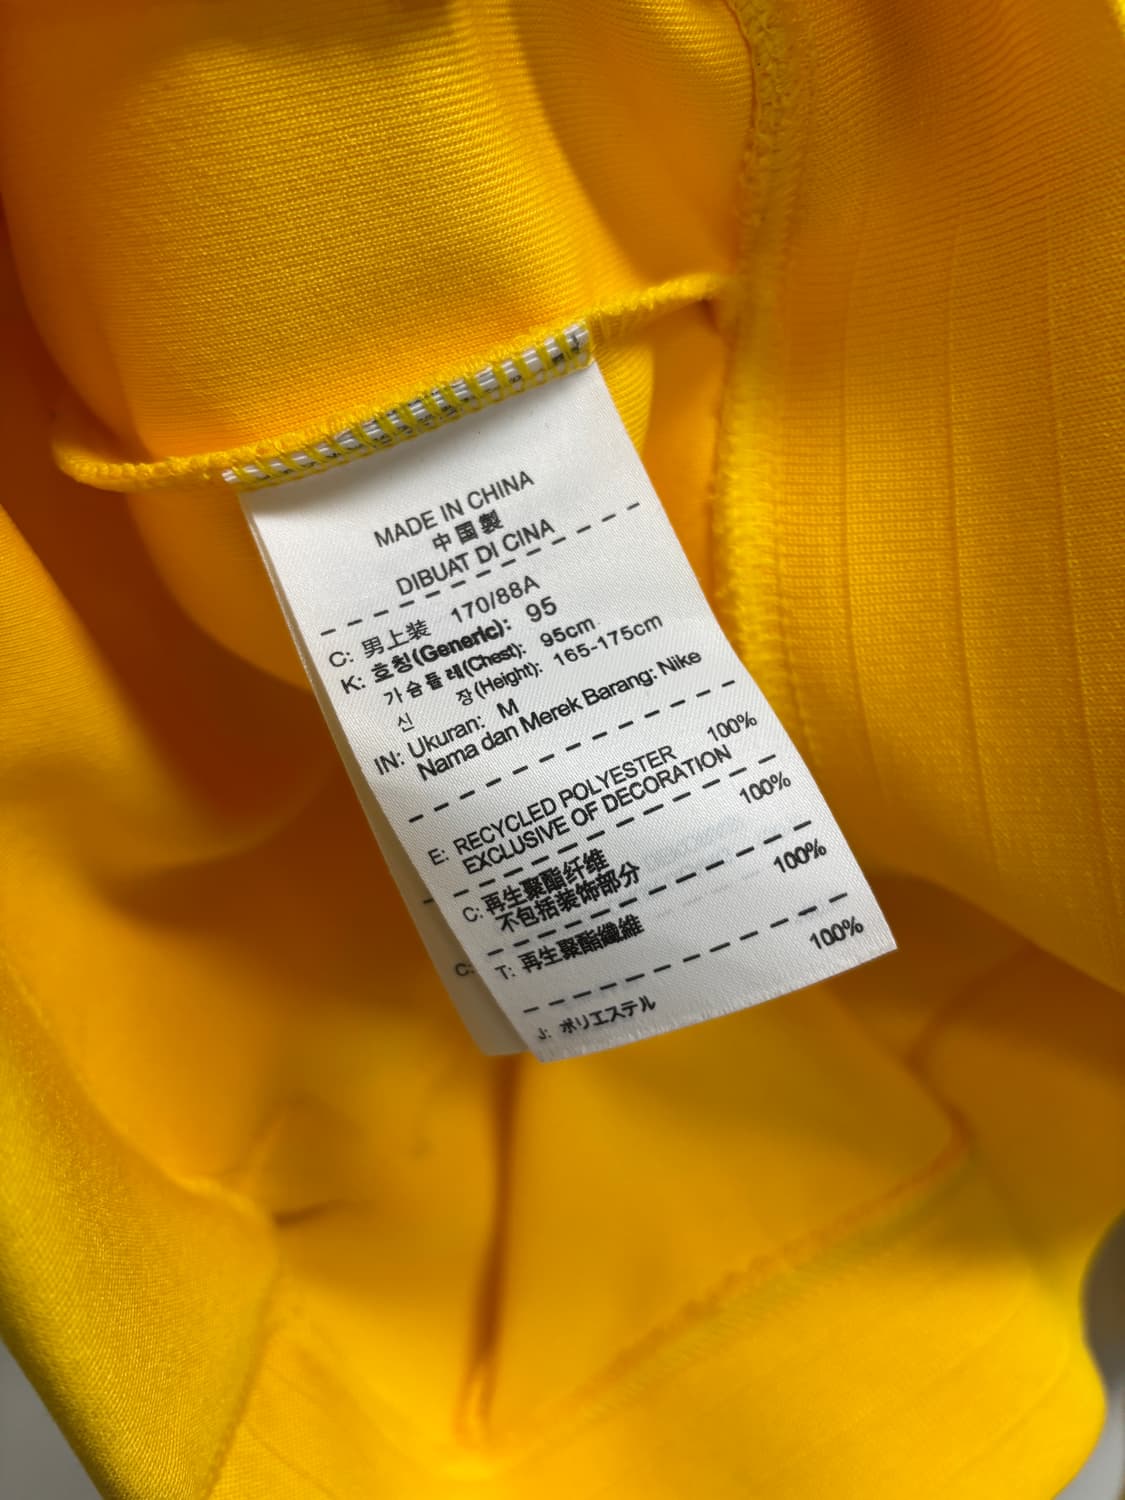 MADE IN CHINA
中国製
DIBUAT DI CINA
C: 男上装 170/88A
K: 호칭(Generic): 95
가슴둘레(Chest): 95cm
신 장(Height): 165-175cm
IN: Ukuran: M
Nama dan Merek Barang: Nike
100%
E: RECYCLED POLYESTER
EXCLUSIVE OF DECORATION
100%
C: 再生聚酯纤维
不包括装饰部分
100%
T: 再生聚酯纖維
100%
J: ポリエステル
C: